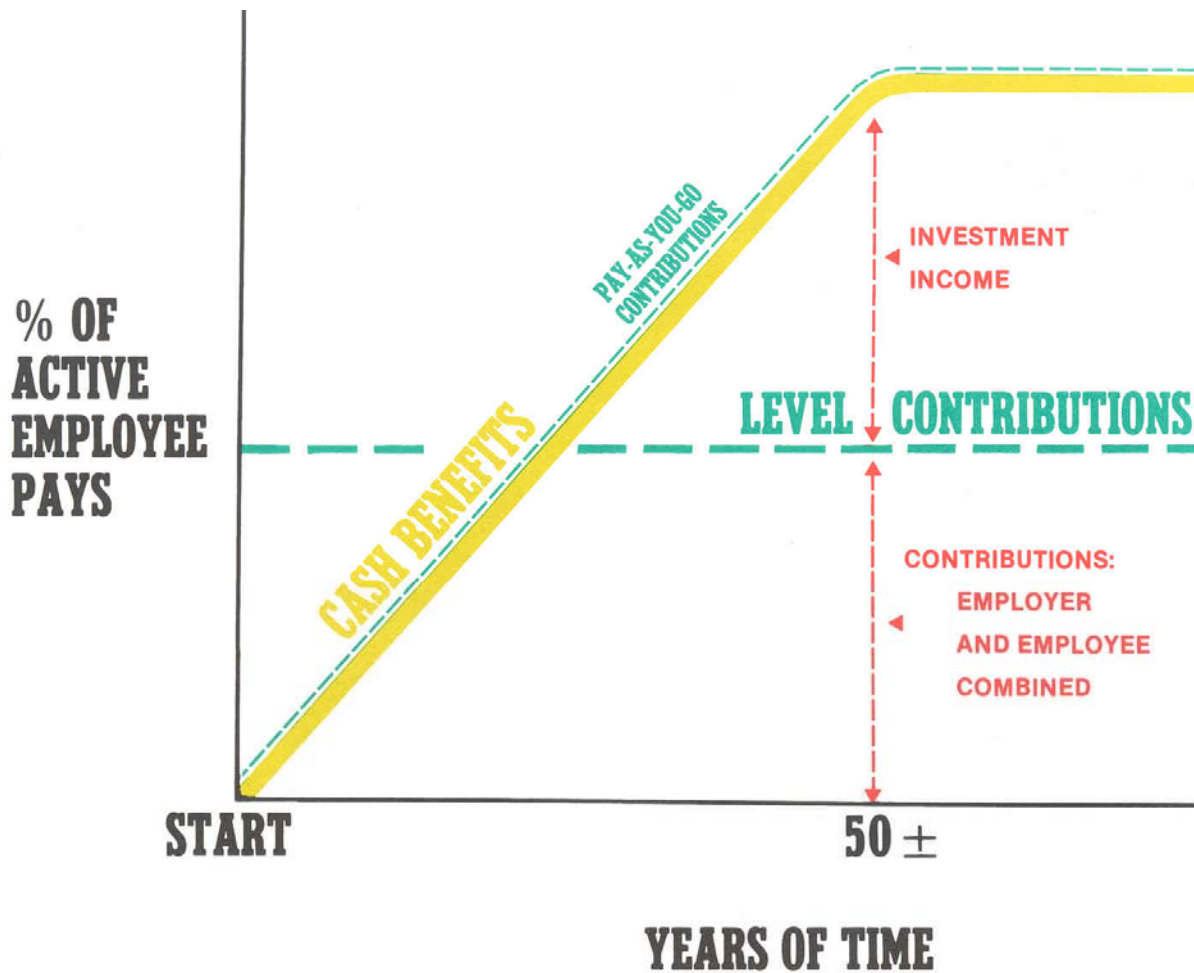 PAY-AS-YOU-GO
CONTRIBUTIONS
INVESTMENT
INCOME
% OF
ACTIVE
EMPLOYEE
PAYS
LEVEL CONTRIBUTIONS
CASH BENEFITS
CONTRIBUTIONS:
EMPLOYER
AND EMPLOYEE
COMBINED
START
50 ±
YEARS OF TIME